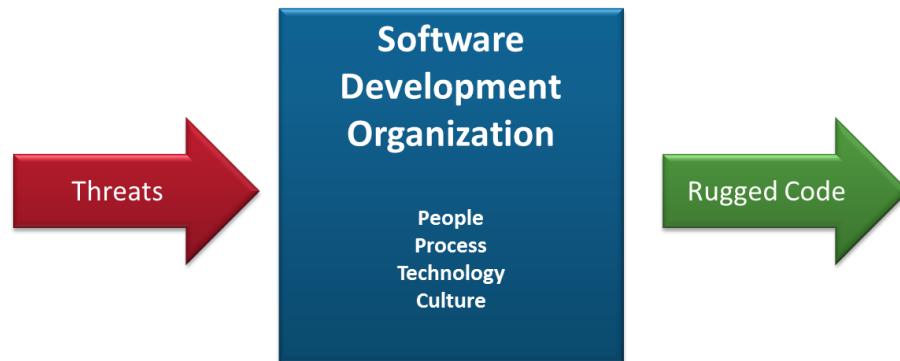 Software
Development
Organization
Threats
Rugged Code
People
Process
Technology
Culture